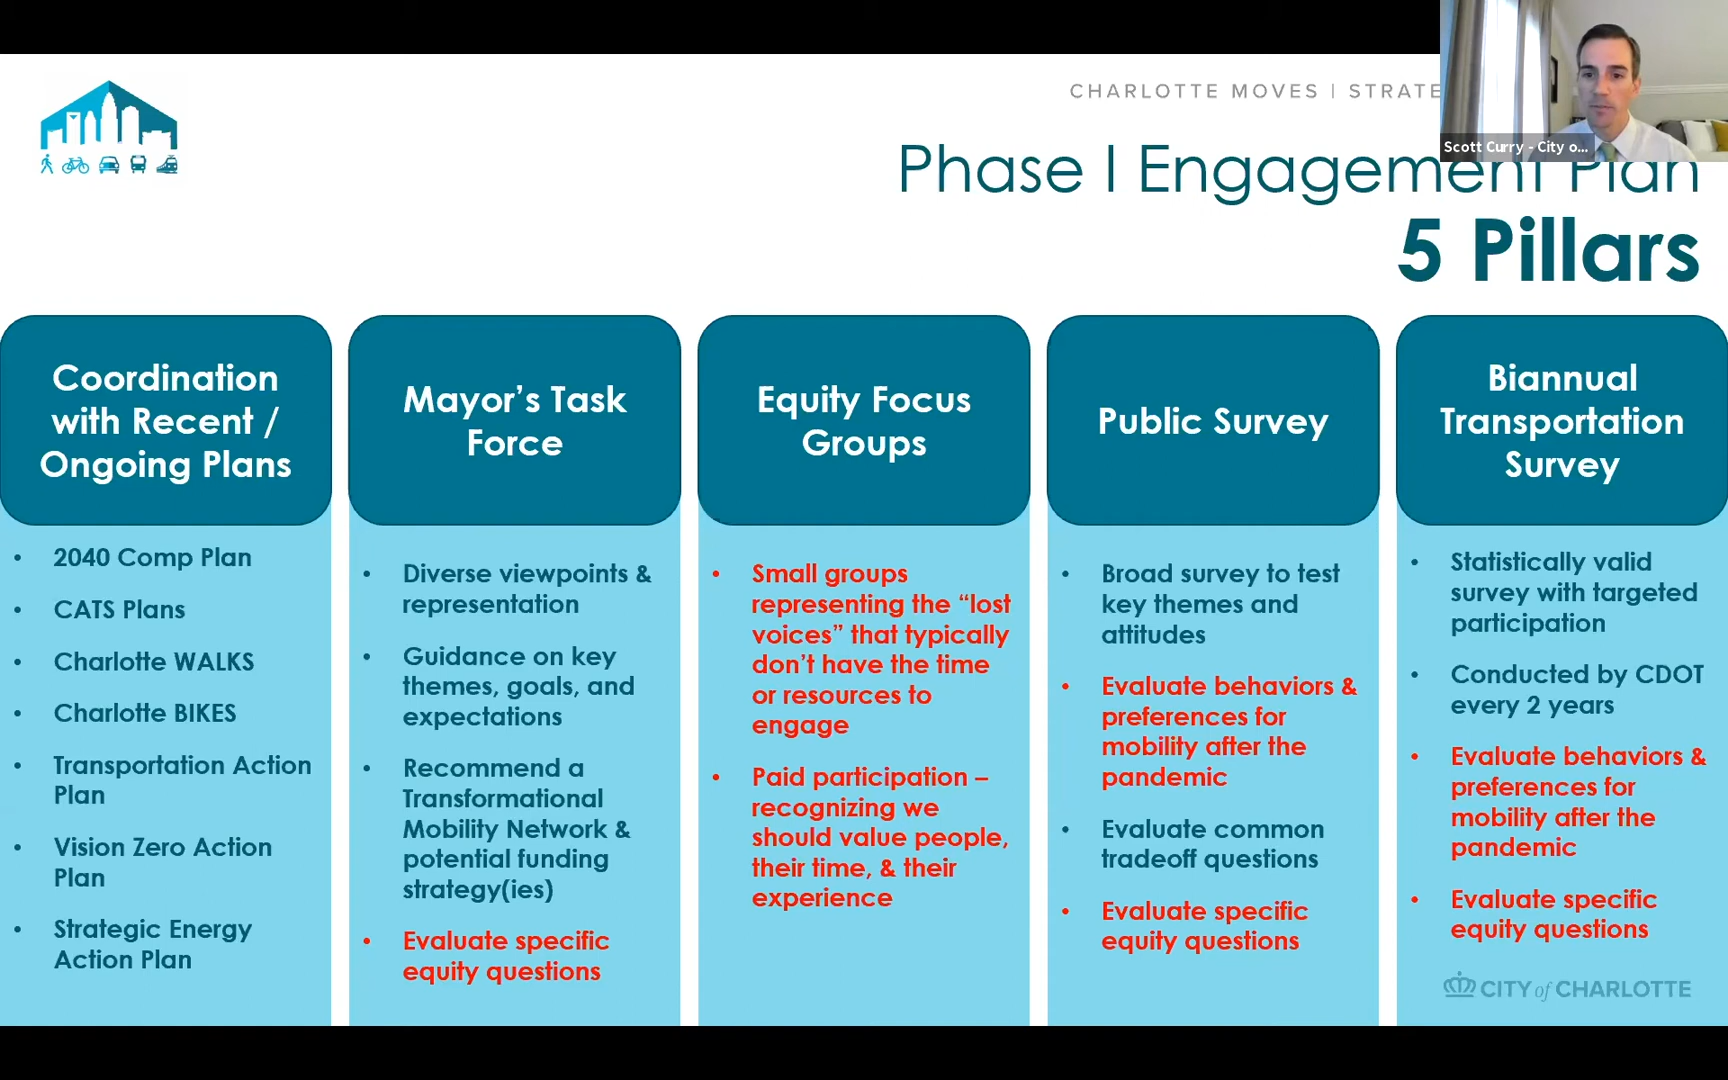 CHARLOTTE MOVES | STRATE
Scott Curry - City o...
Phase I Engagement Plan
5 Pillars
Coordination
with Recent /
Ongoing Plans
• 2040 Comp Plan
• CATS Plans
• Charlotte WALKS
• Charlotte BIKES
• Transportation Action
Plan
• Vision Zero Action
Plan
• Strategic Energy
Action Plan
Mayor’s Task
Force
• Diverse viewpoints &
representation
• Guidance on key
themes, goals, and
expectations
• Recommend a
Transformational
Mobility Network &
potential funding
strategy(ies)
• Evaluate specific
equity questions
Equity Focus
Groups
• Small groups
representing the “lost
voices” that typically
don’t have the time
or resources to
engage
• Paid participation –
recognizing we
should value people,
their time, & their
experience
Public Survey
• Broad survey to test
key themes and
attitudes
• Evaluate behaviors &
preferences for
mobility after the
pandemic
• Evaluate common
tradeoff questions
• Evaluate specific
equity questions
Biannual
Transportation
Survey
• Statistically valid
survey with targeted
participation
• Conducted by CDOT
every 2 years
• Evaluate behaviors &
preferences for
mobility after the
pandemic
• Evaluate specific
equity questions
CITY of CHARLOTTE